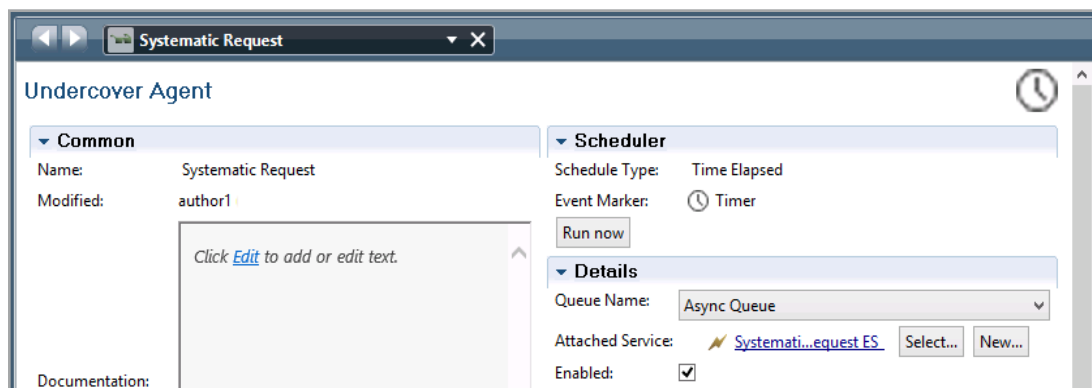 Systematic Request
Undercover Agent
Common
Name: Systematic Request
Modified: author1
Click Edit to add or edit text.
Documentation:
Scheduler
Schedule Type: Time Elapsed
Event Marker: Timer
Run now
Details
Queue Name: Async Queue
Attached Service: Systemati...equest ES Select... New...
Enabled: